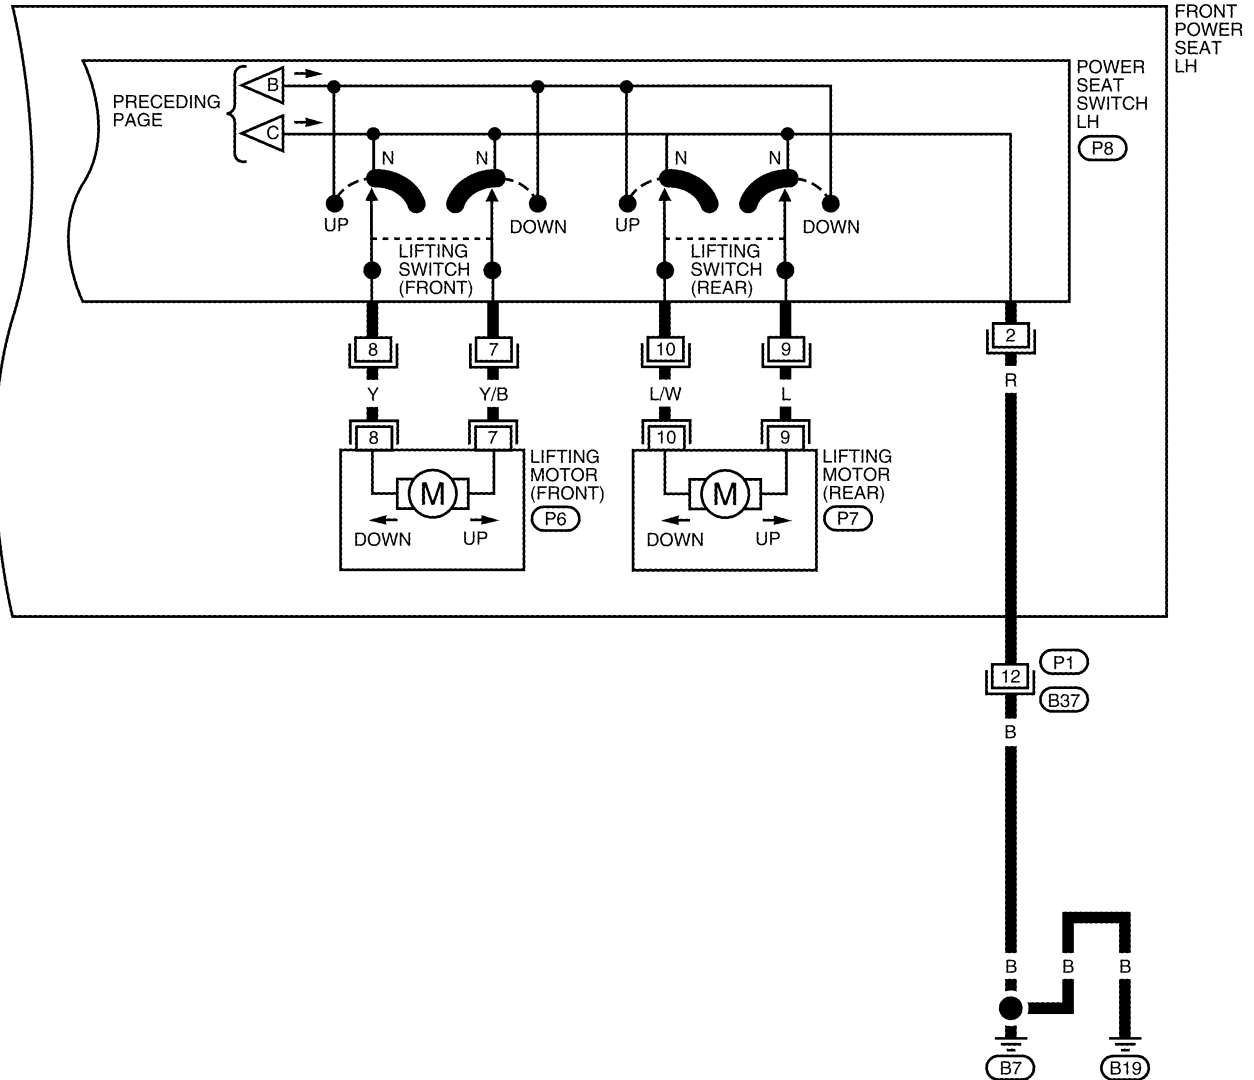 FRONT
POWER
SEAT
LH
POWER
SEAT
SWITCH
LH
P8
PRECEDING
PAGE
B
C
N
N
N
N
UP
DOWN
UP
DOWN
LIFTING
SWITCH
(FRONT)
LIFTING
SWITCH
(REAR)
8
7
10
9
2
Y
Y/B
L/W
L
R
8
7
10
9
LIFTING
MOTOR
(FRONT)
P6
LIFTING
MOTOR
(REAR)
P7
M
M
DOWN
UP
DOWN
UP
12
P1
B37
B
B
B
B
B7
B19